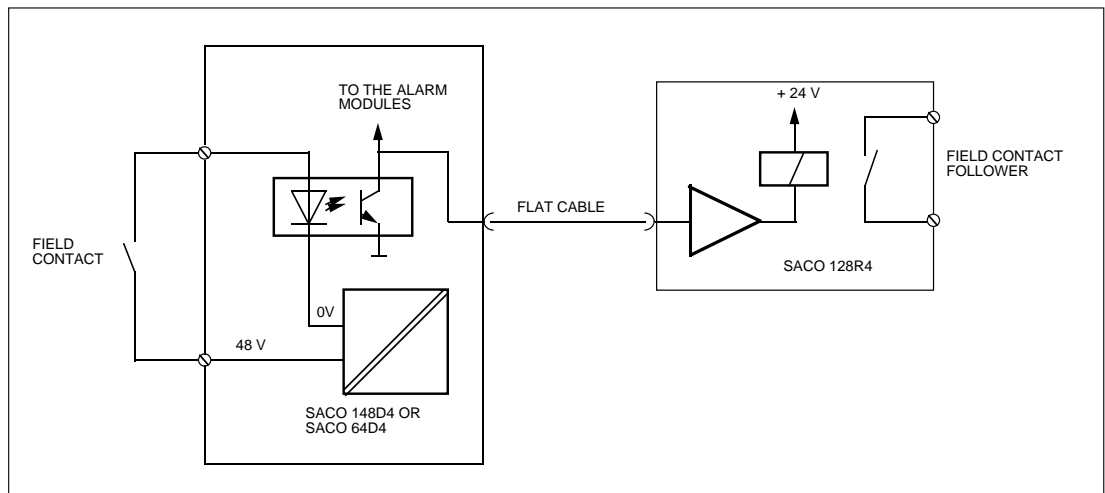 TO THE ALARM
MODULES
+ 24 V
FIELD CONTACT
FOLLOWER
FLAT CABLE
FIELD
CONTACT
SACO 128R4
0V
48 V
SACO 148D4 OR
SACO 64D4